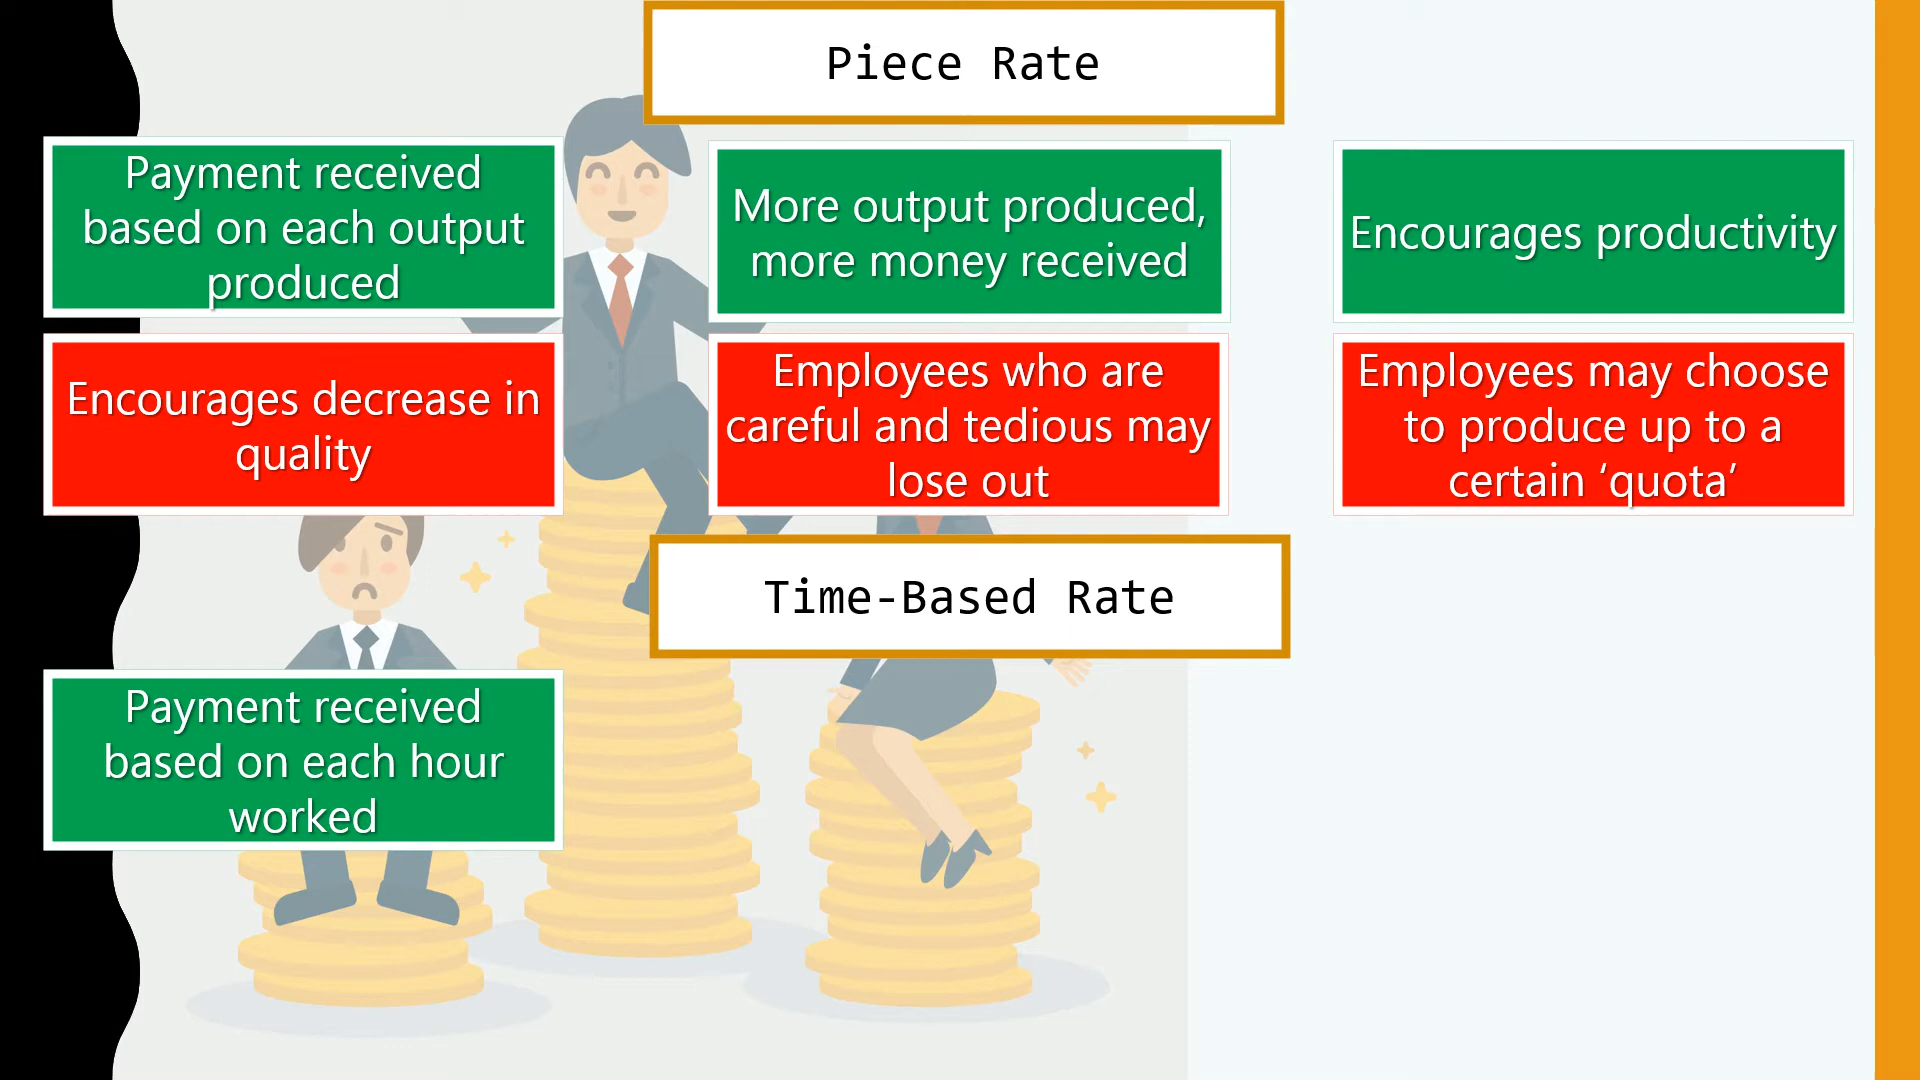 Piece Rate
Payment received
based on each output
produced
More output produced,
more money received
Encourages productivity
Encourages decrease in
quality
Employees who are
careful and tedious may
lose out
Employees may choose
to produce up to a
certain ‘quota’
Time-Based Rate
Payment received
based on each hour
worked